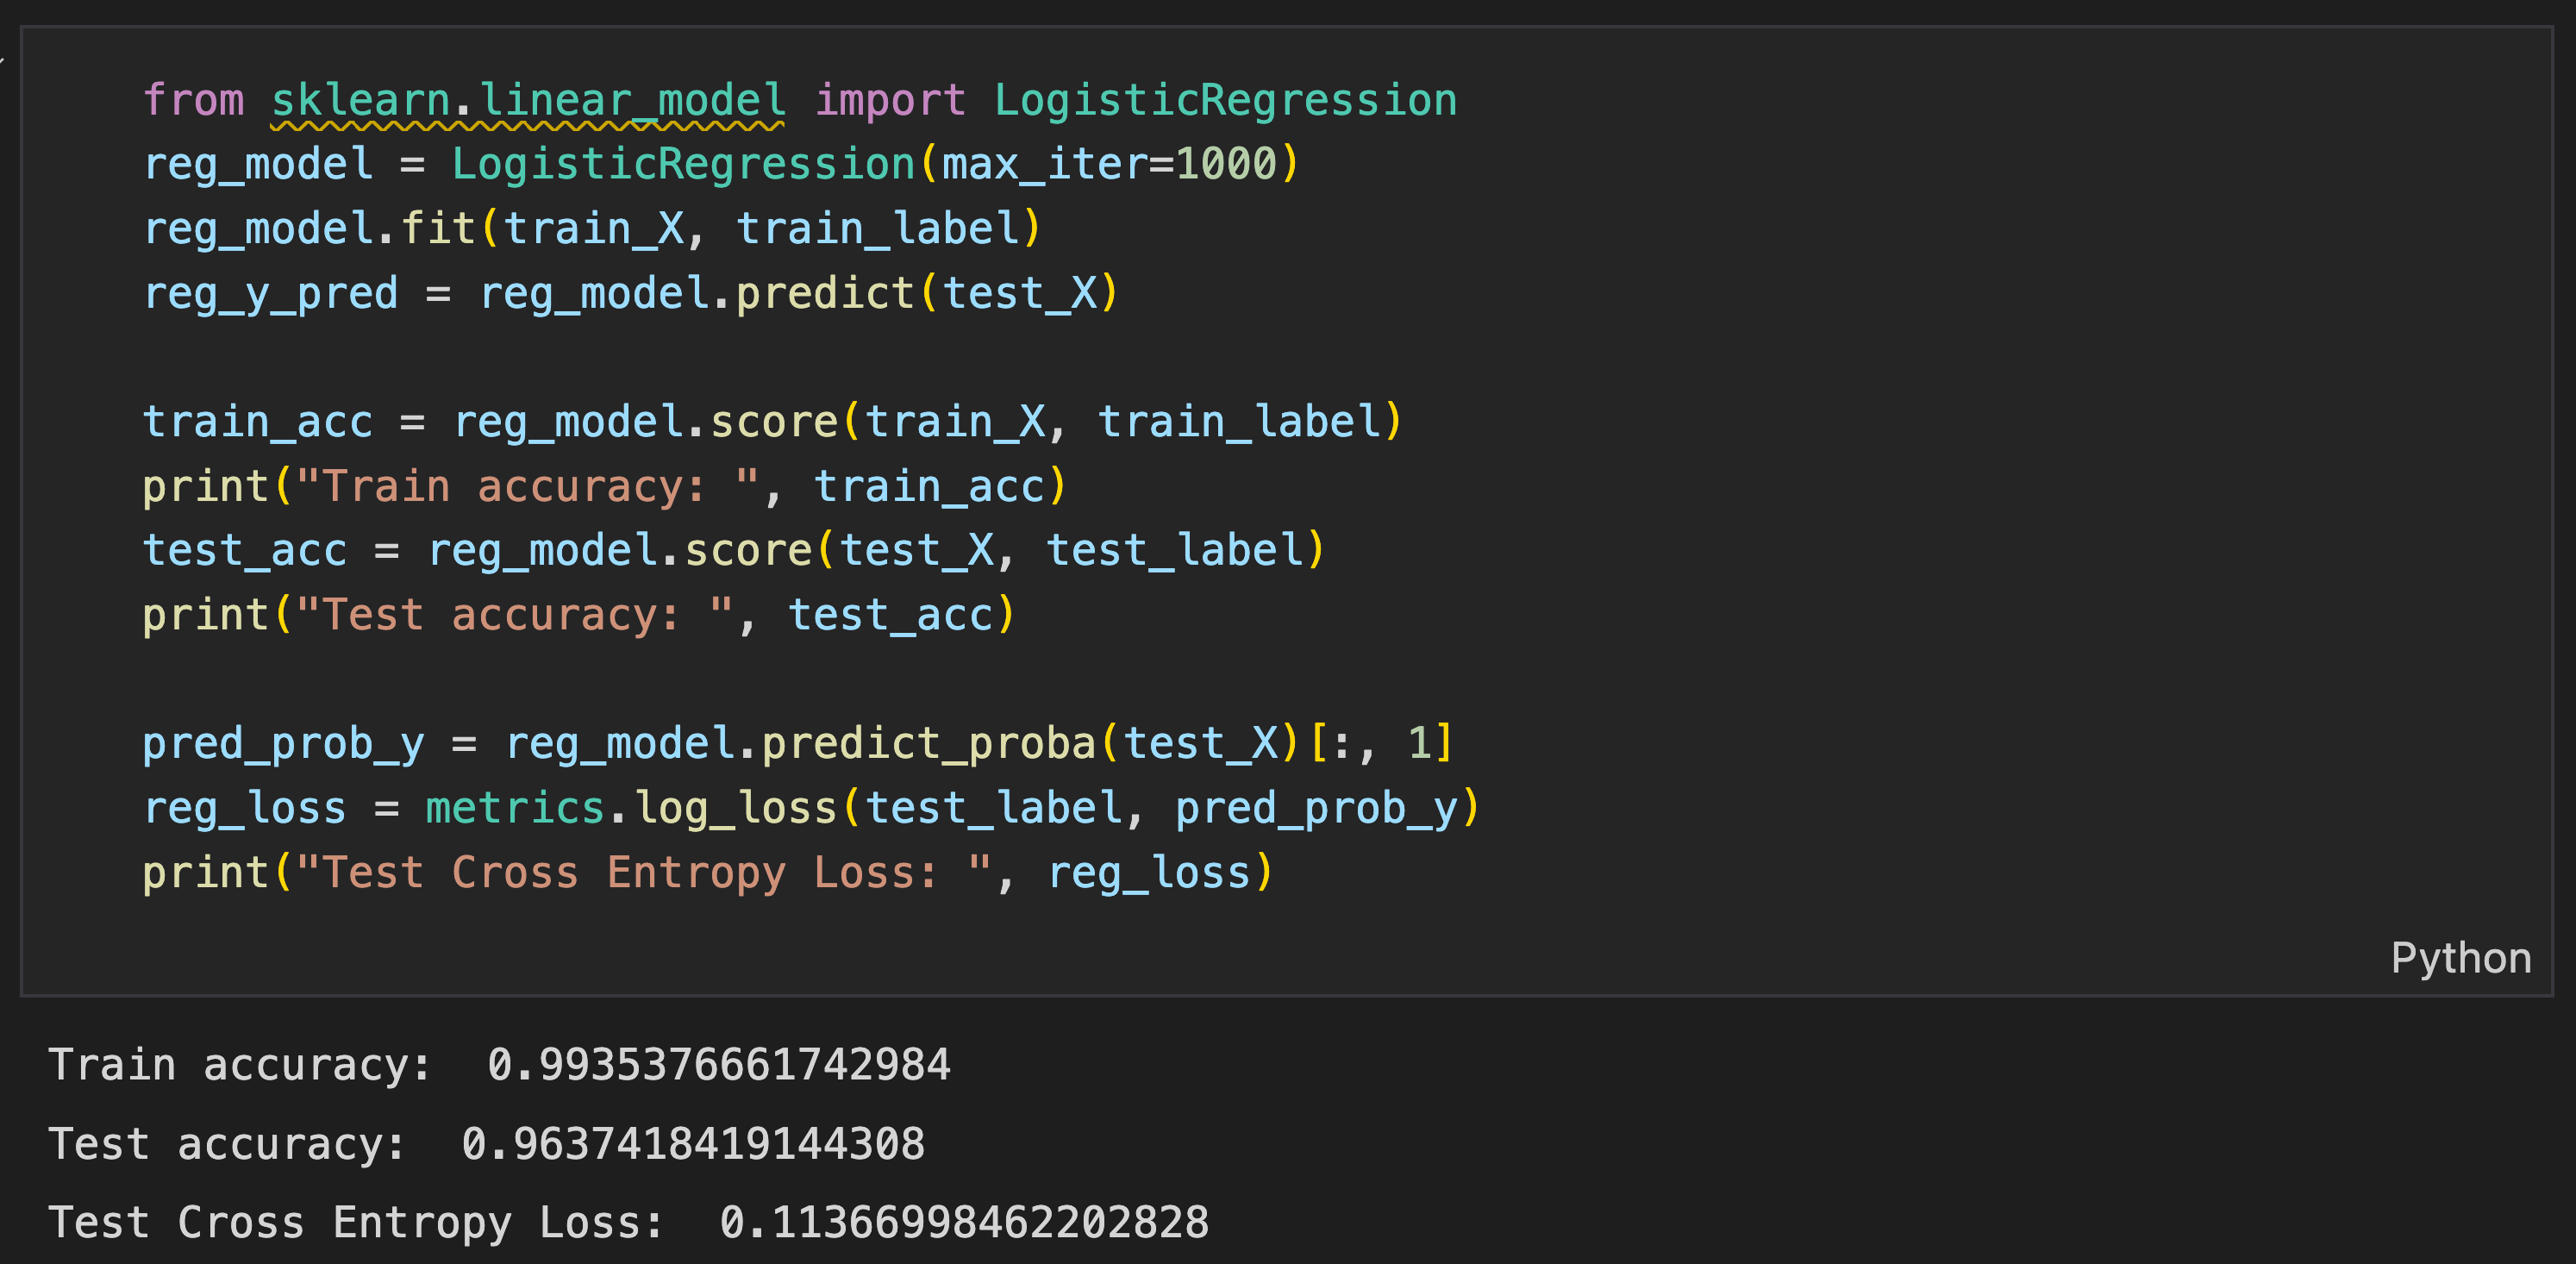 from sklearn.linear_model import LogisticRegression
reg_model = LogisticRegression(max_iter=1000)
reg_model.fit(train_X, train_label)
reg_y_pred = reg_model.predict(test_X)
train_acc = reg_model.score(train_X, train_label)
print("Train accuracy: ", train_acc)
test_acc = reg_model.score(test_X, test_label)
print("Test accuracy: ", test_acc)
pred_prob_y = reg_model.predict_proba(test_X)[:, 1]
reg_loss = metrics.log_loss(test_label, pred_prob_y)
print("Test Cross Entropy Loss: ", reg_loss)
Python
Train accuracy:  0.9935376661742984
Test accuracy:  0.9637418419144308
Test Cross Entropy Loss:  0.11366998462202828